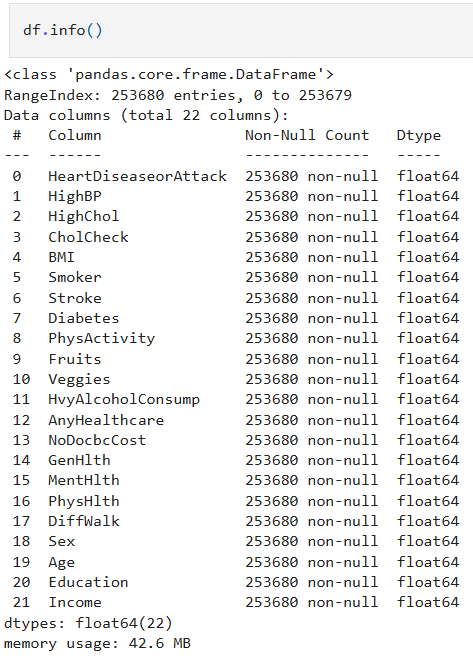 df.info()
<class 'pandas.core.frame.DataFrame'>
RangeIndex: 253680 entries, 0 to 253679
Data columns (total 22 columns):
 #   Column                Non-Null Count   Dtype
---  ------                --------------   -----
 0   HeartDiseaseorAttack  253680 non-null  float64
 1   HighBP                253680 non-null  float64
 2   HighChol              253680 non-null  float64
 3   CholCheck             253680 non-null  float64
 4   BMI                   253680 non-null  float64
 5   Smoker                253680 non-null  float64
 6   Stroke                253680 non-null  float64
 7   Diabetes              253680 non-null  float64
 8   PhysActivity          253680 non-null  float64
 9   Fruits                253680 non-null  float64
 10  Veggies               253680 non-null  float64
 11  HvyAlcoholConsump     253680 non-null  float64
 12  AnyHealthcare         253680 non-null  float64
 13  NoDocbcCost           253680 non-null  float64
 14  GenHlth               253680 non-null  float64
 15  MentHlth              253680 non-null  float64
 16  PhysHlth              253680 non-null  float64
 17  DiffWalk              253680 non-null  float64
 18  Sex                   253680 non-null  float64
 19  Age                   253680 non-null  float64
 20  Education             253680 non-null  float64
 21  Income                253680 non-null  float64
dtypes: float64(22)
memory usage: 42.6 MB